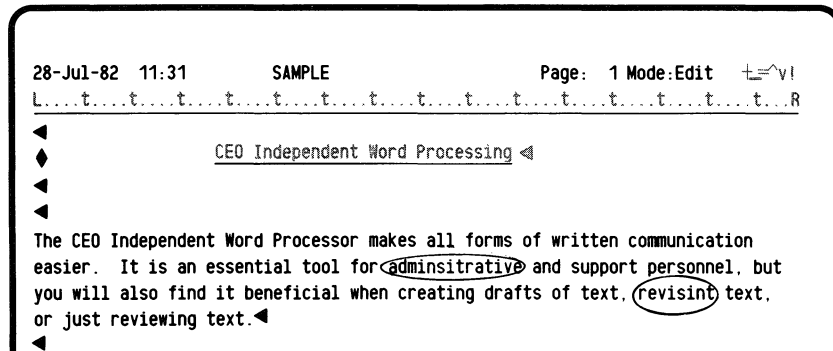 28-Jul-82 11:31 SAMPLE Page: 1 Mode:Edit t=^v!
L....t....t....t....t....t....t....t....t....t....t....t....t....t....t....t...R
CEO Independent Word Processing
The CEO Independent Word Processor makes all forms of written communication
easier. It is an essential tool for adminsitrative and support personnel, but
you will also find it beneficial when creating drafts of text, revisint text,
or just reviewing text.